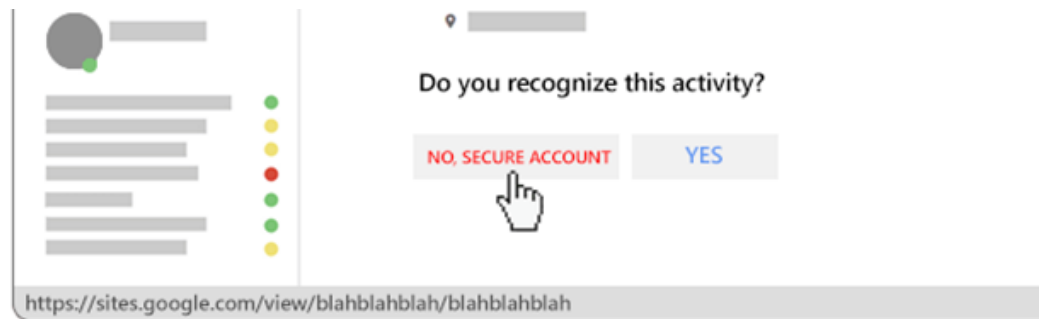 Do you recognize this activity?
NO, SECURE ACCOUNT YES
https://sites.google.com/view/blahblahblah/blahblahblah